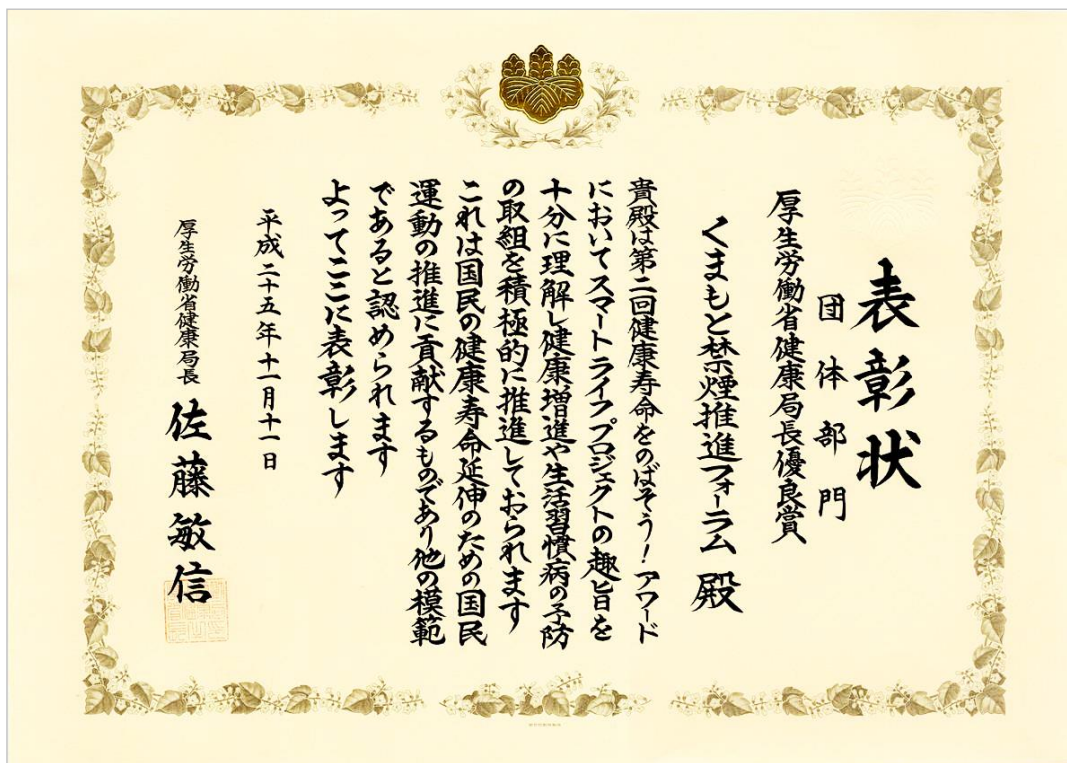 表彰状
団体部門
厚生労働省健康局長優良賞
くまもと禁煙推進フォーラム 殿
貴殿は第二回健康寿命をのばそう！アワード
においてスマートライフプロジェクトの趣旨を
十分に理解し健康増進や生活習慣病の予防
の取組を積極的に推進しておられます
これは国民の健康寿命延伸のための国民
運動の推進に貢献するものであり他の模範
であると認められます
よってここに表彰します
平成二十五年十一月十一日
厚生労働省健康局長 佐藤敏信